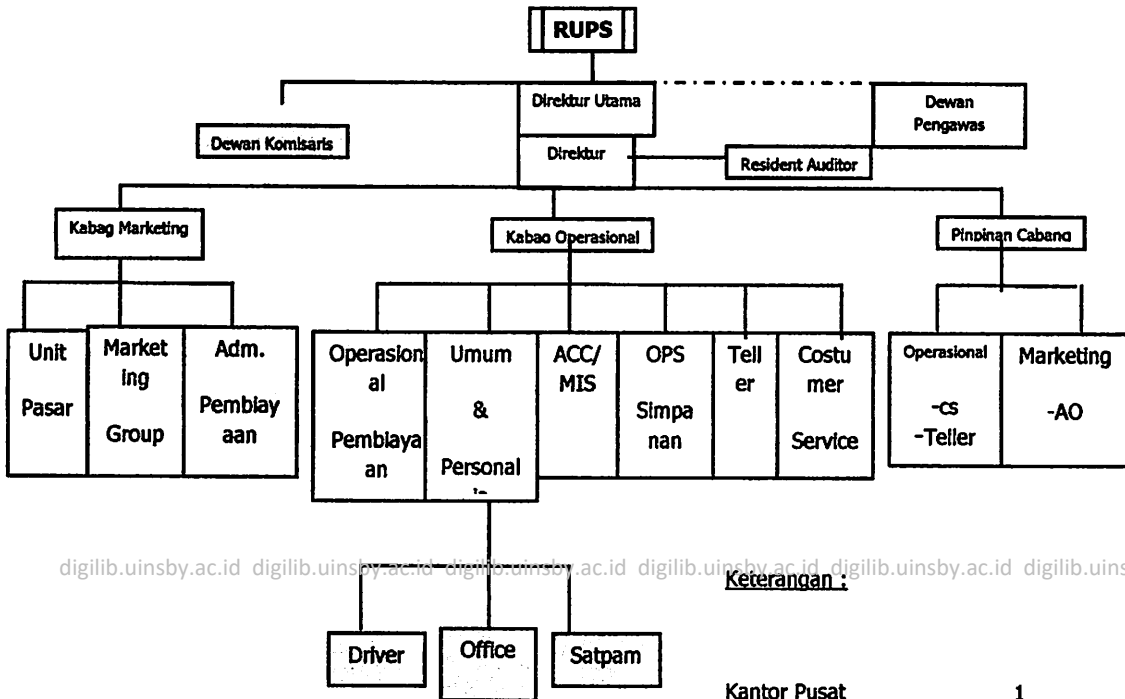 RUPS
Direktur Utama
Dewan Pengawas
Dewan Komisaris
Direktur
Resident Auditor
Kabag Marketing
Kabag Operasional
Pinpinan Cabang
Unit
Pasar
Market
ing
Group
Adm.
Pembiay
aan
Operasion
al
Pembiaya
an
Umum
&
Personal
ACC/
MIS
OPS
Simpa
nan
Tell
er
Costu
mer
Service
Operasional
-cs
-Teller
Marketing
-AO
digilib.uinsby.ac.id digilib.uinsby.ac.id digilib.uinsby.ac.id digilib.uinsby.ac.id digilib.uinsby.ac.id digilib.uins
Keterangan :
Driver
Office
Satpam
Kantor Pusat 1